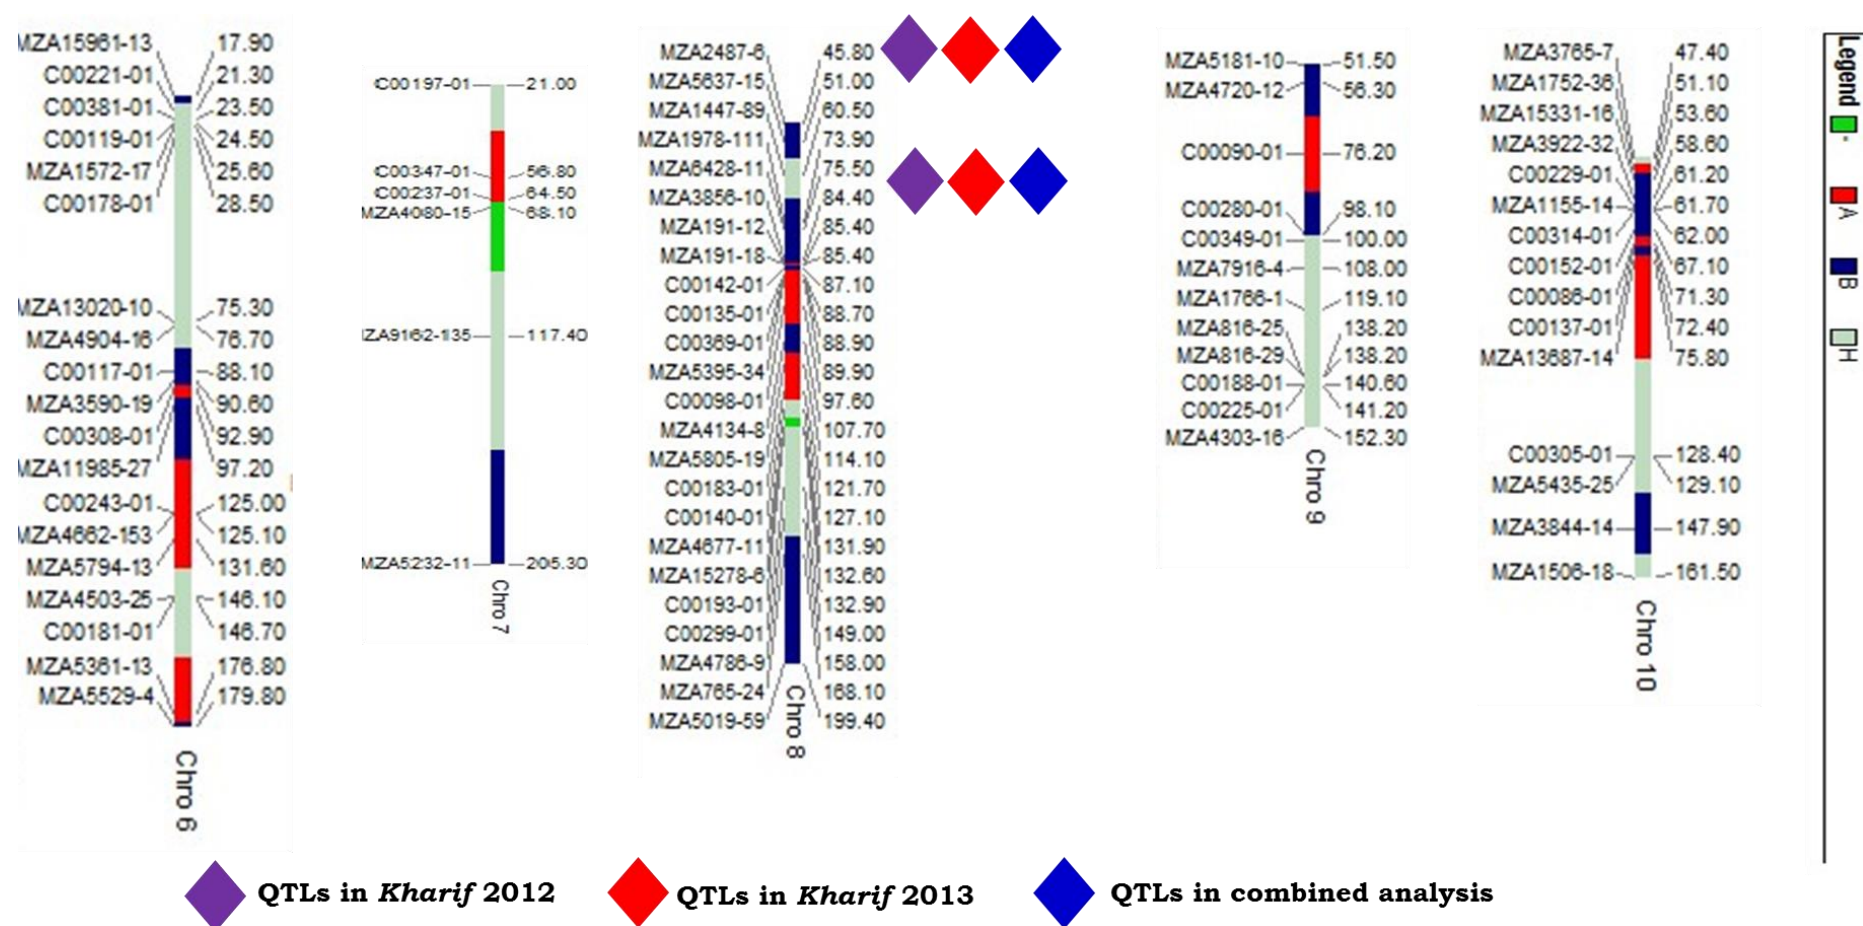 MZA15961-13 17.90
C00221-01 21.30
C00381-01 23.50
C00119-01 24.50
MZA1572-17 25.60
C00178-01 28.50
MZA13020-10 75.30
MZA4904-16 76.70
C00117-01 88.10
MZA3590-19 90.60
C00308-01 92.90
MZA11985-27 97.20
C00243-01 125.00
MZA4662-153 125.10
MZA5794-13 131.60
MZA4503-25 146.10
C00181-01 146.70
MZA5361-13 176.80
MZA5529-4 179.80
Chro 6
C00197-01 21.00
C00347-01 56.80
C00237-01 64.50
MZA4080-15 68.10
IZA9162-135 117.40
MZA5232-11 205.30
Chro 7
MZA2487-6 45.80
MZA5637-15 51.00
MZA1447-89 60.50
MZA1978-111 73.90
MZA6428-11 75.50
MZA3856-10 84.40
MZA191-12 85.40
MZA191-18 85.40
C00142-01 87.10
C00135-01 88.70
C00369-01 88.90
MZA5395-34 89.90
C00098-01 97.60
MZA4134-8 107.70
MZA5805-19 114.10
C00183-01 121.70
C00140-01 127.10
MZA4677-11 131.90
MZA15278-6 132.60
C00193-01 132.90
C00299-01 149.00
MZA4786-9 158.00
MZA765-24 168.10
MZA5019-59 199.40
Chro 8
MZA5181-10 51.50
MZA4720-12 56.30
C00090-01 76.20
C00280-01 98.10
C00349-01 100.00
MZA7916-4 108.00
MZA1766-1 119.10
MZA816-25 138.20
MZA816-29 138.20
C00188-01 140.60
C00225-01 141.20
MZA4303-16 152.30
Chro 9
MZA3765-7 47.40
MZA1752-36 51.10
MZA15331-16 53.60
MZA3922-32 58.60
C00229-01 61.20
MZA1155-14 61.70
C00314-01 62.00
C00152-01 67.10
C00086-01 71.30
C00137-01 72.40
MZA13687-14 75.80
C00305-01 128.40
MZA5435-25 129.10
MZA3844-14 147.90
MZA1506-18 161.50
Chro 10
Legend
-
A
B
H
QTLs in Kharif 2012
QTLs in Kharif 2013
QTLs in combined analysis